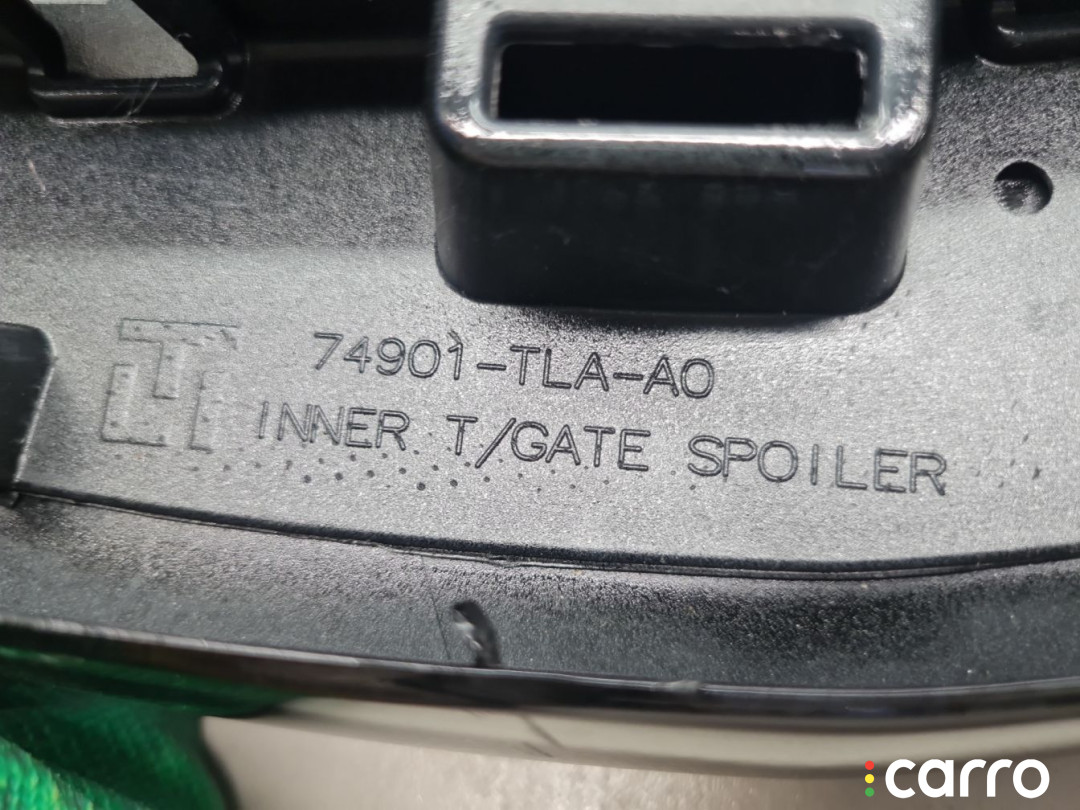 74901-TLA-A0
INNER T/GATE SPOILER
carro